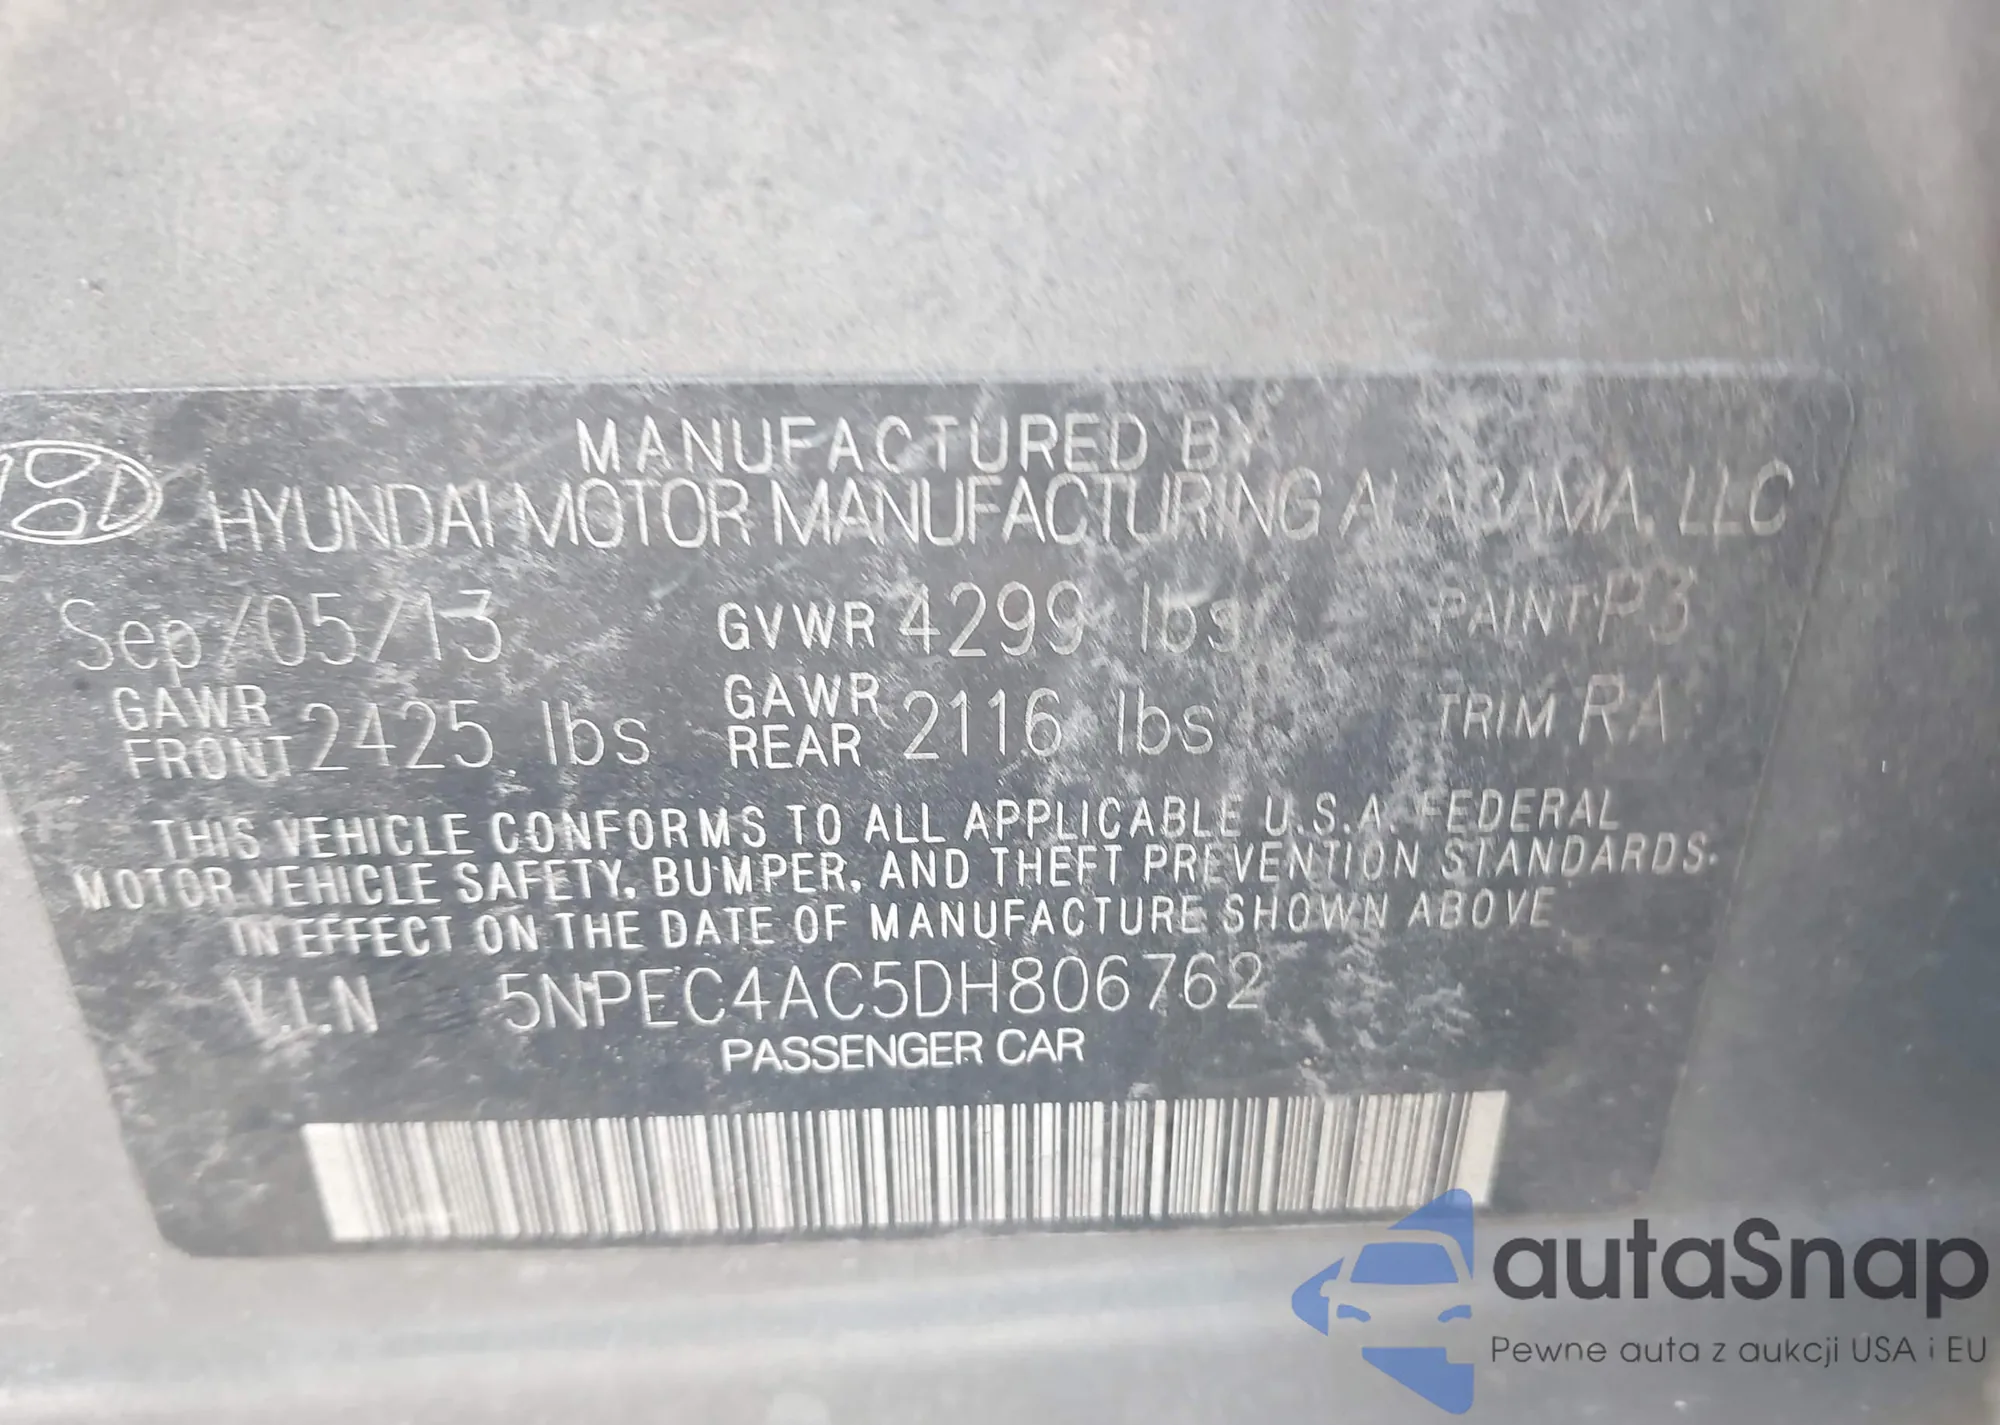 MANUFACTURED BY
HYUNDAI MOTOR MANUFACTURING ALABAMA, LLC
Sep/05/13 GVWR 4299 lbs PAINT P3
GAWR FRONT 2425 lbs GAWR REAR 2116 lbs TRIM RA
THIS VEHICLE CONFORMS TO ALL APPLICABLE U.S.A. FEDERAL
MOTOR VEHICLE SAFETY, BUMPER, AND THEFT PREVENTION STANDARDS
IN EFFECT ON THE DATE OF MANUFACTURE SHOWN ABOVE
V.I.N 5NPEC4AC5DH806762
PASSENGER CAR
autaSnap
Pewne auta z aukcji USA i EU